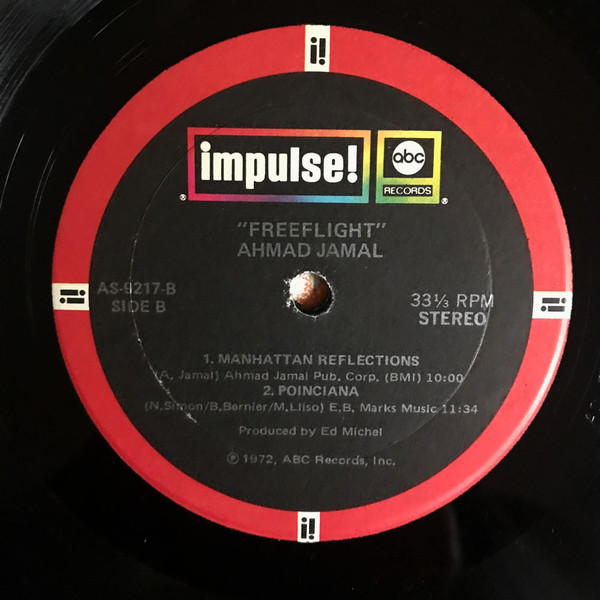 i!
impulse!
abc
RECORDS
®
®
"FREEFLIGHT"
AHMAD JAMAL
AS-9217-B
SIDE B
33⅓ RPM
STEREO
i!
i!
1. MANHATTAN REFLECTIONS
(A. Jamal) Ahmad Jamal Pub. Corp. (BMI) 10:00
2. POINCIANA
(N.Simon/B,Bernier/M.Lliso) E.B. Marks Music 11:34
Produced by Ed Michel
℗ 1972, ABC Records, Inc.
i!